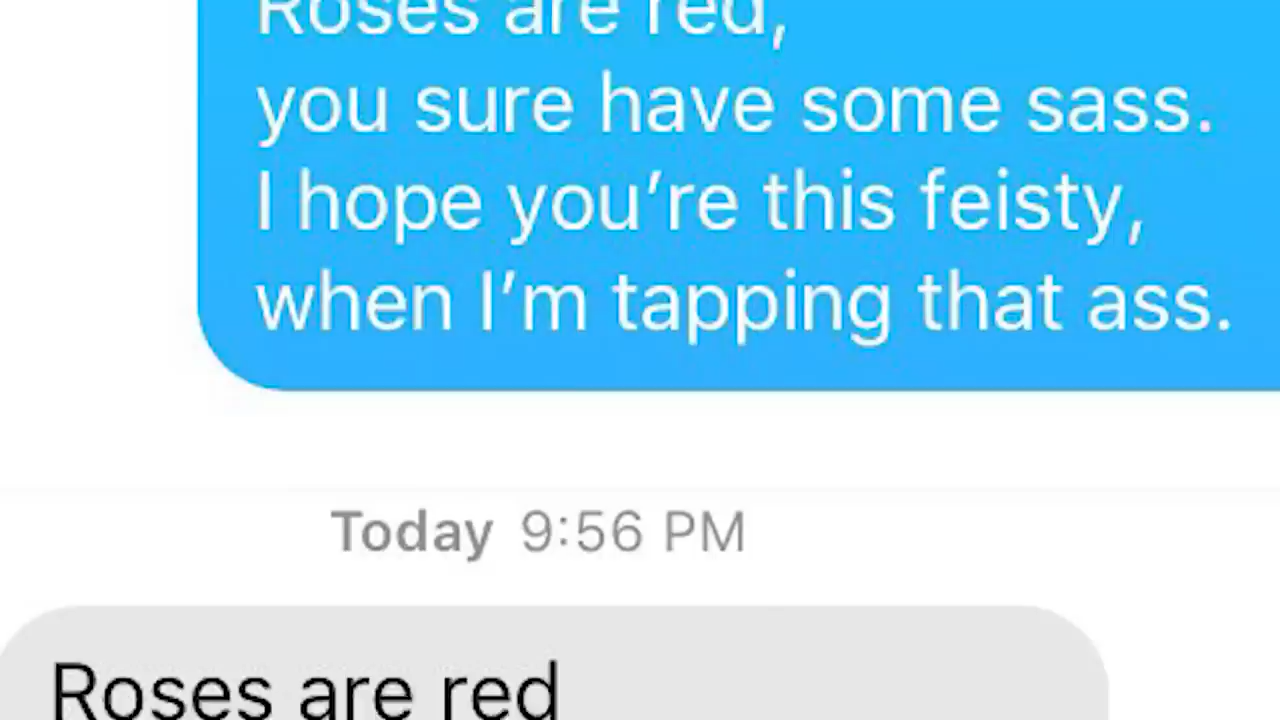 Roses are red,
you sure have some sass.
I hope you’re this feisty,
when I’m tapping that ass.
Today 9:56 PM
Roses are red